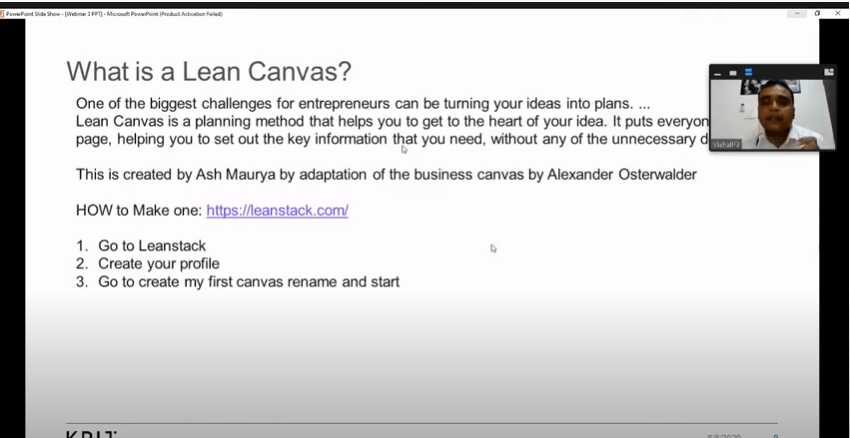 PowerPoint Slide Show - [Webinar 3 PPT] - Microsoft PowerPoint (Product Activation Failed)
What is a Lean Canvas?
One of the biggest challenges for entrepreneurs can be turning your ideas into plans. ...
Lean Canvas is a planning method that helps you to get to the heart of your idea. It puts everyon
page, helping you to set out the key information that you need, without any of the unnecessary d
This is created by Ash Maurya by adaptation of the business canvas by Alexander Osterwalder
HOW to Make one: https://leanstack.com/
1. Go to Leanstack
2. Create your profile
3. Go to create my first canvas rename and start